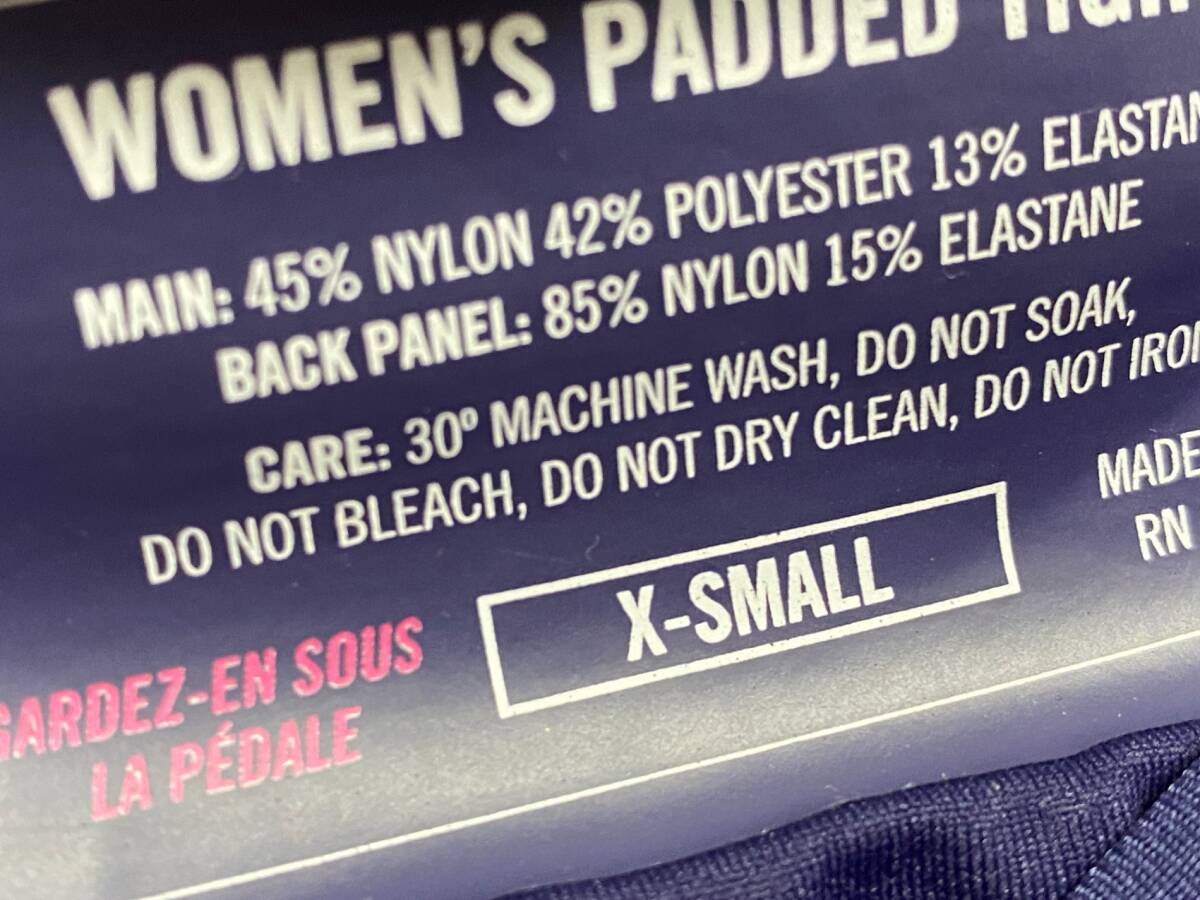 WOMEN'S PADDED
MAIN: 45% NYLON 42% POLYESTER 13% ELASTAN
BACK PANEL: 85% NYLON 15% ELASTANE
CARE: 30º MACHINE WASH, DO NOT SOAK,
DO NOT BLEACH, DO NOT DRY CLEAN, DO NOT IRON
MADE
RN
X-SMALL
GARDEZ-EN SOUS
LA PÉDALE